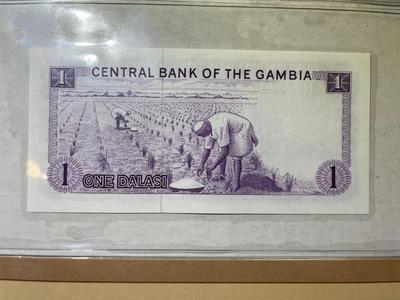 1 CENTRAL BANK OF THE GAMBIA 1
1 ONE DALASI 1